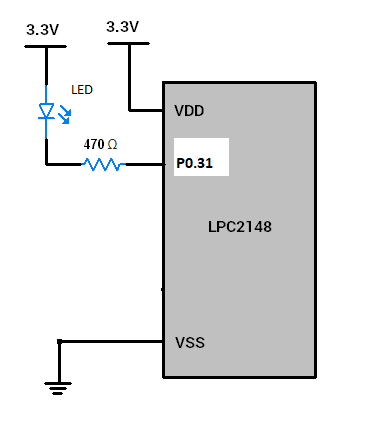 3.3V
3.3V
LED
VDD
470 Ω
P0.31
LPC2148
VSS